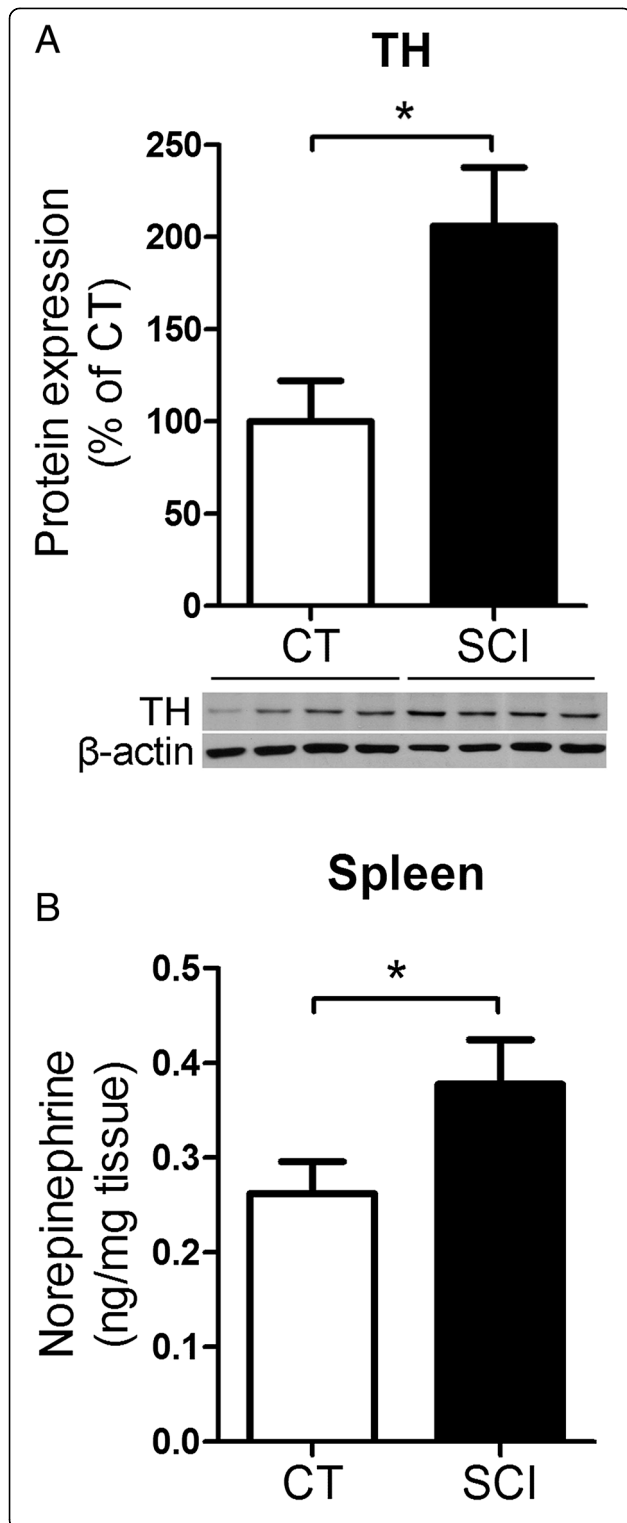 A
TH
*
Protein expression
(% of CT)
250
200
150
100
50
0
CT SCI
TH
β-actin
B
Spleen
*
Norepinephrine
(ng/mg tissue)
0.5
0.4
0.3
0.2
0.1
0.0
CT SCI